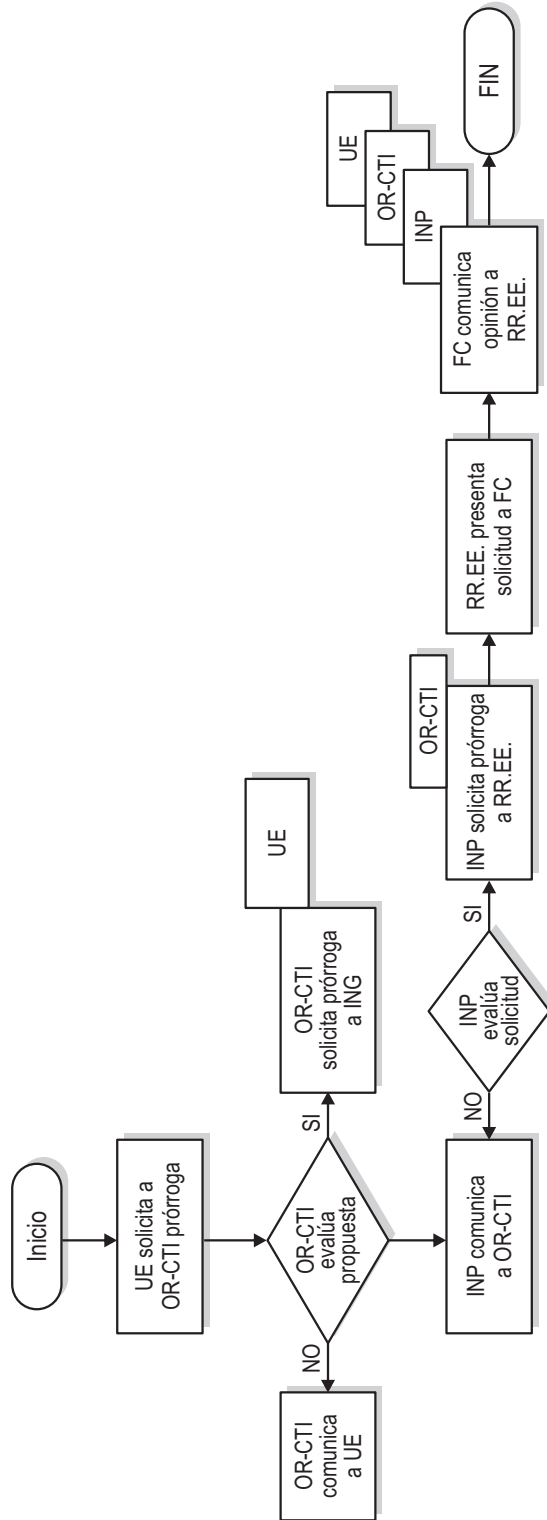 Inicio
UE solicita a
OR-CTI prórroga
OR-CTI
evalúa
propuesta
NO
OR-CTI
comunica
a UE
SI
OR-CTI
solicita prórroga
a ING
UE
INP comunica
a OR-CTI
NO
INP
evalúa
solicitud
SI
INP solicita prórroga
a RR.EE.
OR-CTI
RR.EE. presenta
solicitud a FC
FC comunica
opinión a
RR.EE.
INP
OR-CTI
UE
FIN